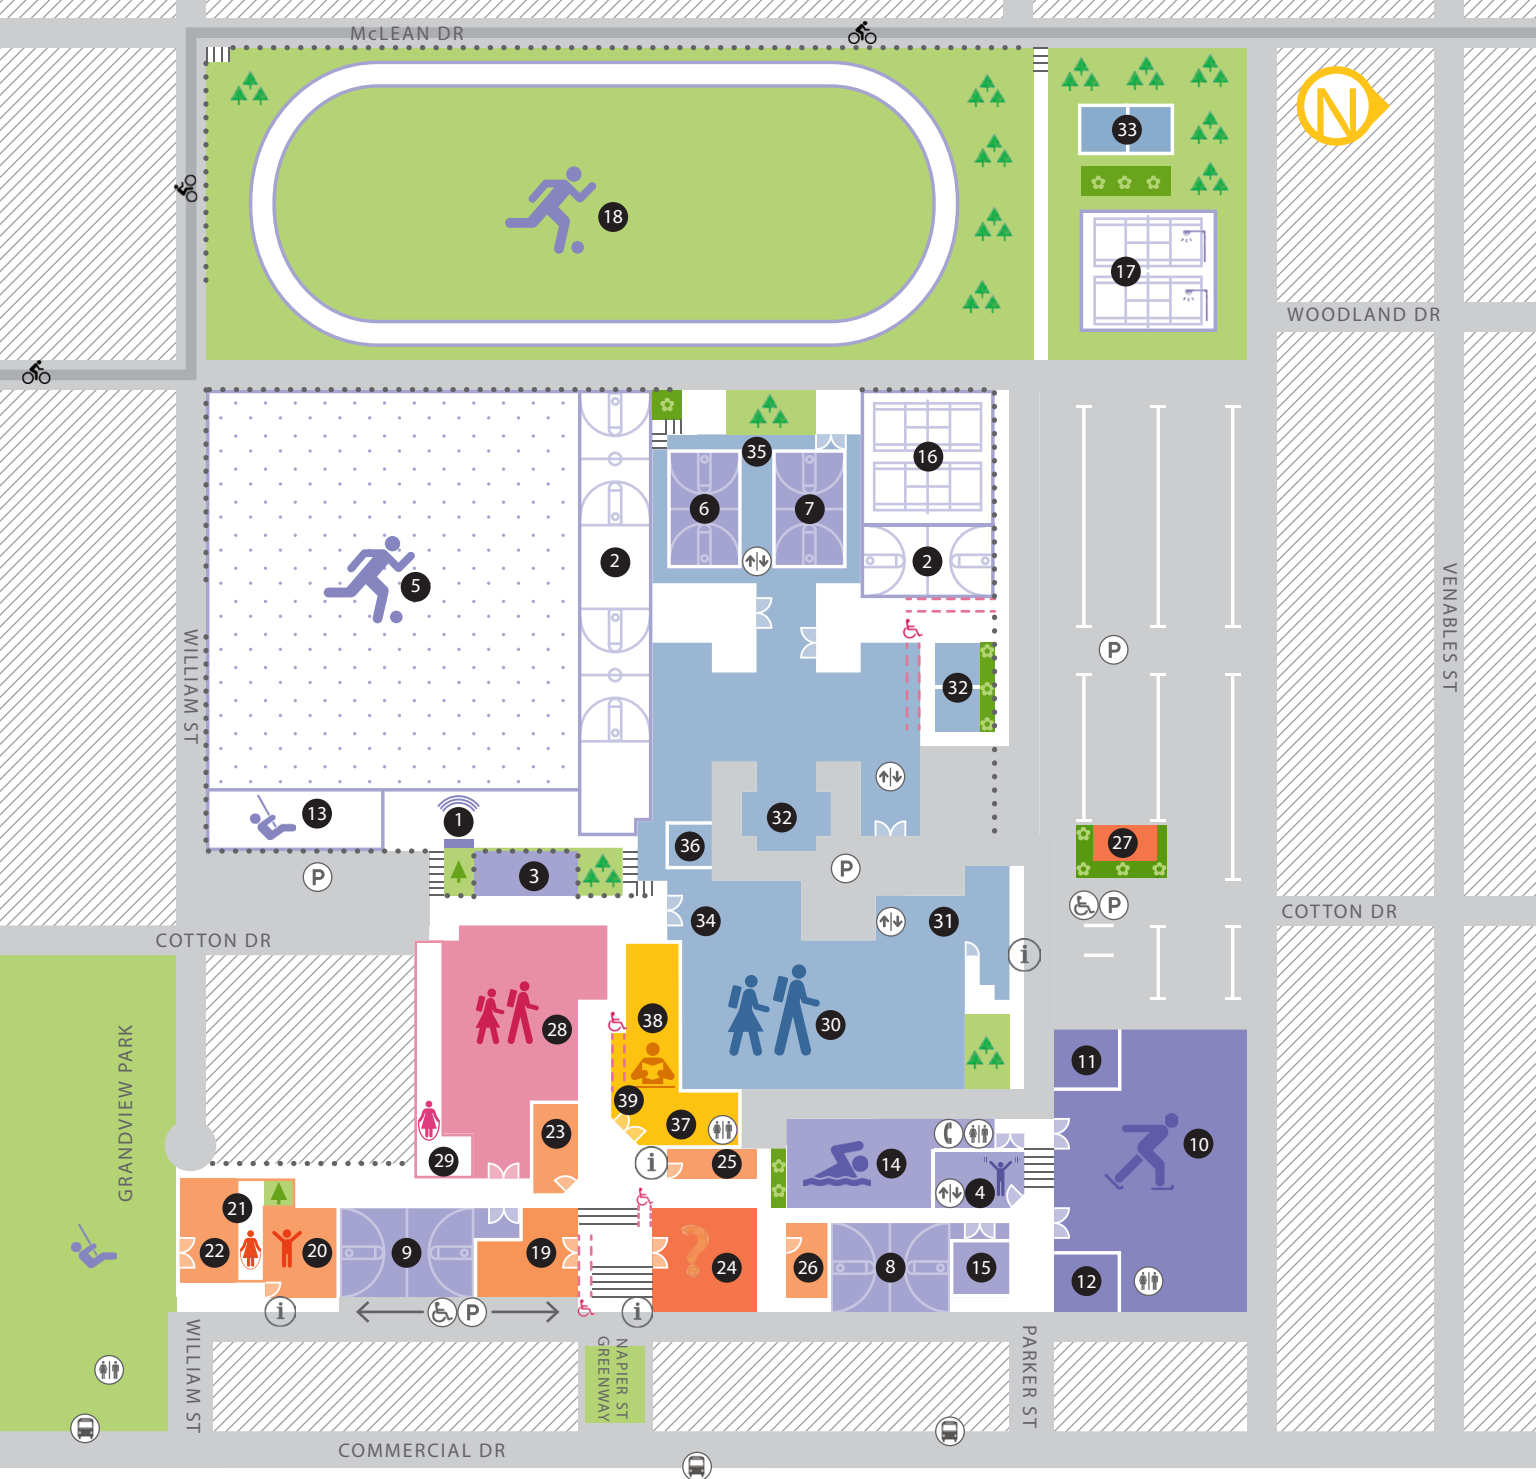 McLEAN DR
N
33
18
17
WOODLAND DR
35
16
6
7
2
2
5
WILLIAM ST
VENABLES ST
P
32
13
1
32
36
27
P
3
P
P
34
31
COTTON DR
COTTON DR
i
38
30
28
GRANDVIEW PARK
11
39
37
23
10
29
i
25
14
4
21
22
20
9
19
?
24
26
8
15
12
i
P
i
WILLIAM ST
NAPIER ST
GREENWAY
PARKER ST
COMMERCIAL DR